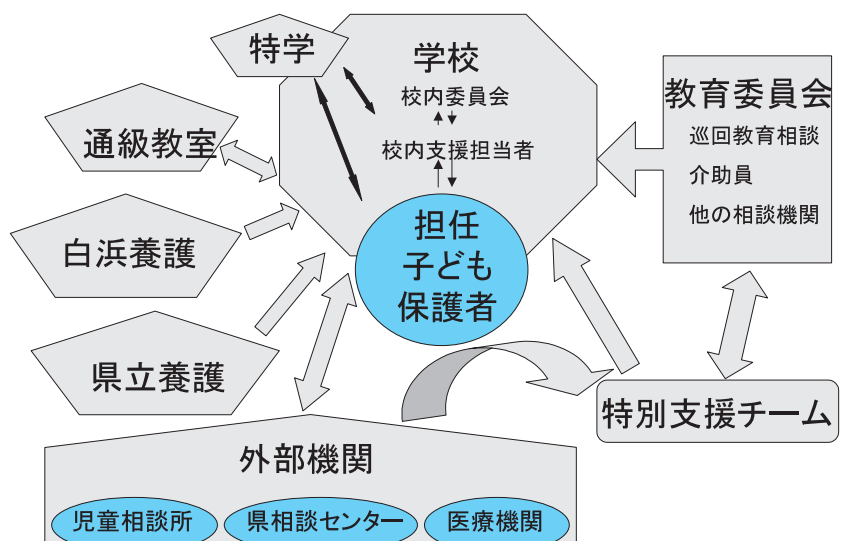 特学
学校
校内委員会
校内支援担当者
担任
子ども
保護者
教育委員会
巡回教育相談
介助員
他の相談機関
通級教室
白浜養護
県立養護
特別支援チーム
外部機関
児童相談所
県相談センター
医療機関